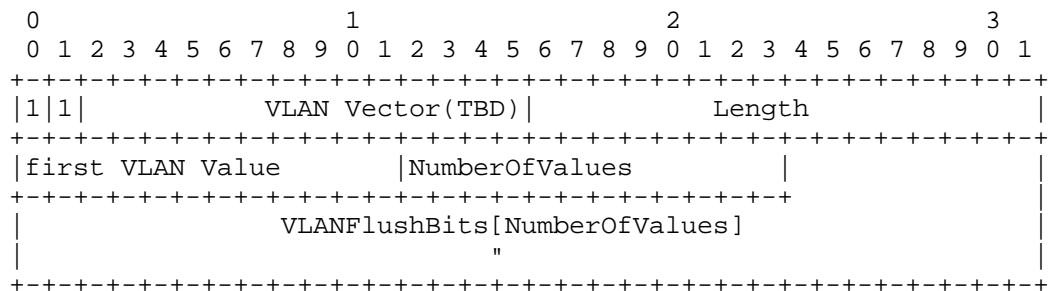 0                   1                   2                   3
 0 1 2 3 4 5 6 7 8 9 0 1 2 3 4 5 6 7 8 9 0 1 2 3 4 5 6 7 8 9 0 1
+-+-+-+-+-+-+-+-+-+-+-+-+-+-+-+-+-+-+-+-+-+-+-+-+-+-+-+-+-+-+-+-+
|1|1|           VLAN Vector(TBD)|           Length              |
+-+-+-+-+-+-+-+-+-+-+-+-+-+-+-+-+-+-+-+-+-+-+-+-+-+-+-+-+-+-+-+-+
|first VLAN Value       |NumberOfValues         |               |
+-+-+-+-+-+-+-+-+-+-+-+-+-+-+-+-+-+-+-+-+-+-+-+-+               |
|                VLANFlushBits[NumberOfValues]                  |
|                             "                                 |
+-+-+-+-+-+-+-+-+-+-+-+-+-+-+-+-+-+-+-+-+-+-+-+-+-+-+-+-+-+-+-+-+